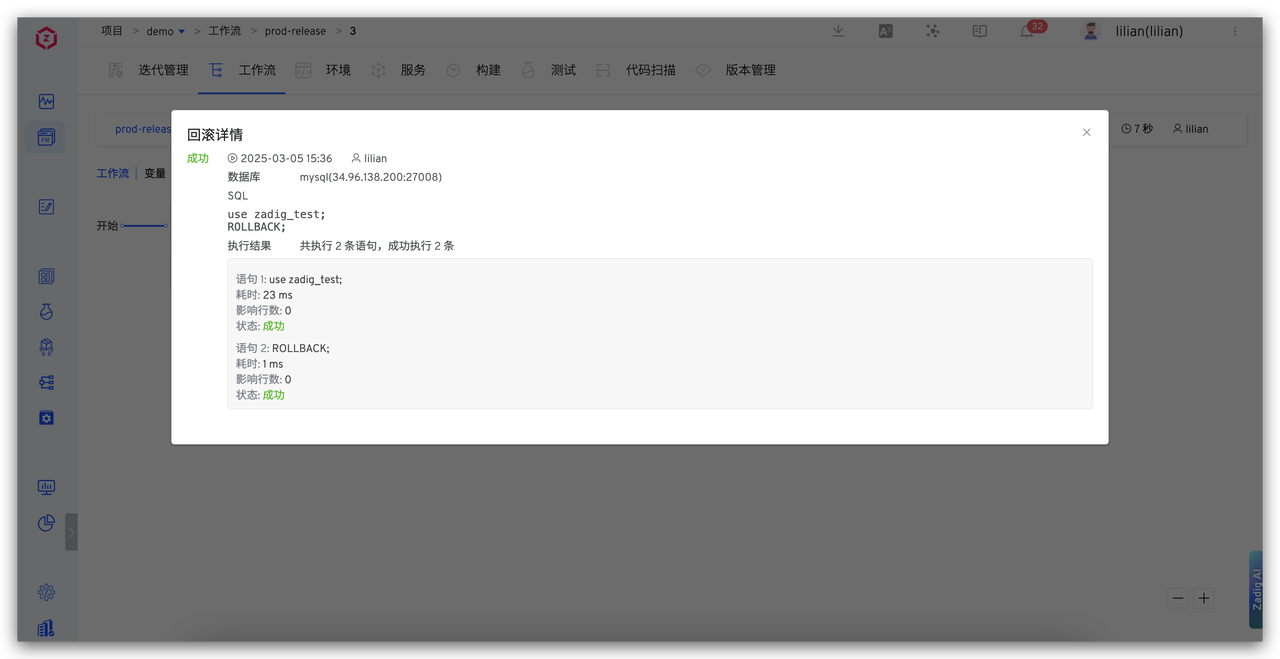 项目 > demo > 工作流 > prod-release > 3
32
lilian(lilian)
迭代管理 工作流 环境 服务 构建 测试 代码扫描 版本管理
prod-releas
7 秒 lilian
工作流 变量
开始
回滚详情
成功 2025-03-05 15:36 lilian
数据库 mysql(34.96.138.200:27008)
SQL
use zadig_test;
ROLLBACK;
执行结果 共执行 2 条语句，成功执行 2 条
语句 1: use zadig_test;
耗时: 23 ms
影响行数: 0
状态: 成功
语句 2: ROLLBACK;
耗时: 1 ms
影响行数: 0
状态: 成功
Zadig AI